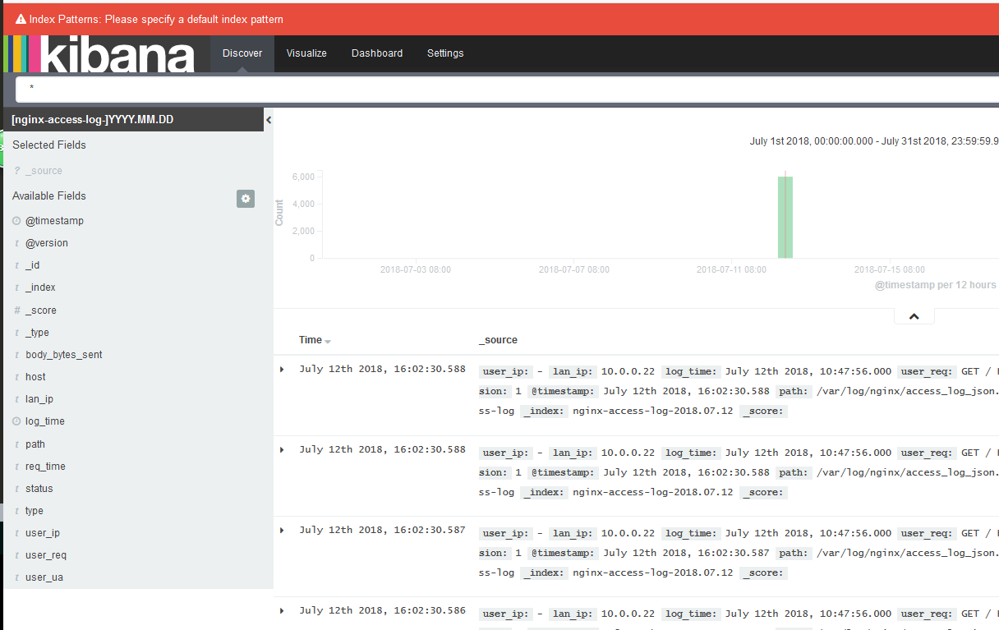 Index Patterns: Please specify a default index pattern
kibana
Discover Visualize Dashboard Settings
*
[nginx-access-log-]YYYY.MM.DD
Selected Fields
? _source
Available Fields
@timestamp
t @version
t _id
t _index
# _score
t _type
t body_bytes_sent
t host
t lan_ip
log_time
t path
t req_time
t status
t type
t user_ip
t user_req
t user_ua
July 1st 2018, 00:00:00.000 - July 31st 2018, 23:59:59.9
Count
6,000
4,000
2,000
0
2018-07-03 08:00 2018-07-07 08:00 2018-07-11 08:00 2018-07-15 08:00
@timestamp per 12 hours
Time _source
July 12th 2018, 16:02:30.588 user_ip: - lan_ip: 10.0.0.22 log_time: July 12th 2018, 10:47:56.000 user_req: GET /
sion: 1 @timestamp: July 12th 2018, 16:02:30.588 path: /var/log/nginx/access_log_json.
ss-log _index: nginx-access-log-2018.07.12 _score:
July 12th 2018, 16:02:30.588 user_ip: - lan_ip: 10.0.0.22 log_time: July 12th 2018, 10:47:56.000 user_req: GET /
sion: 1 @timestamp: July 12th 2018, 16:02:30.588 path: /var/log/nginx/access_log_json.
ss-log _index: nginx-access-log-2018.07.12 _score:
July 12th 2018, 16:02:30.587 user_ip: - lan_ip: 10.0.0.22 log_time: July 12th 2018, 10:47:56.000 user_req: GET /
sion: 1 @timestamp: July 12th 2018, 16:02:30.587 path: /var/log/nginx/access_log_json.
ss-log _index: nginx-access-log-2018.07.12 _score:
July 12th 2018, 16:02:30.586 user_ip: - lan_ip: 10.0.0.22 log_time: July 12th 2018, 10:47:56.000 user_req: GET /